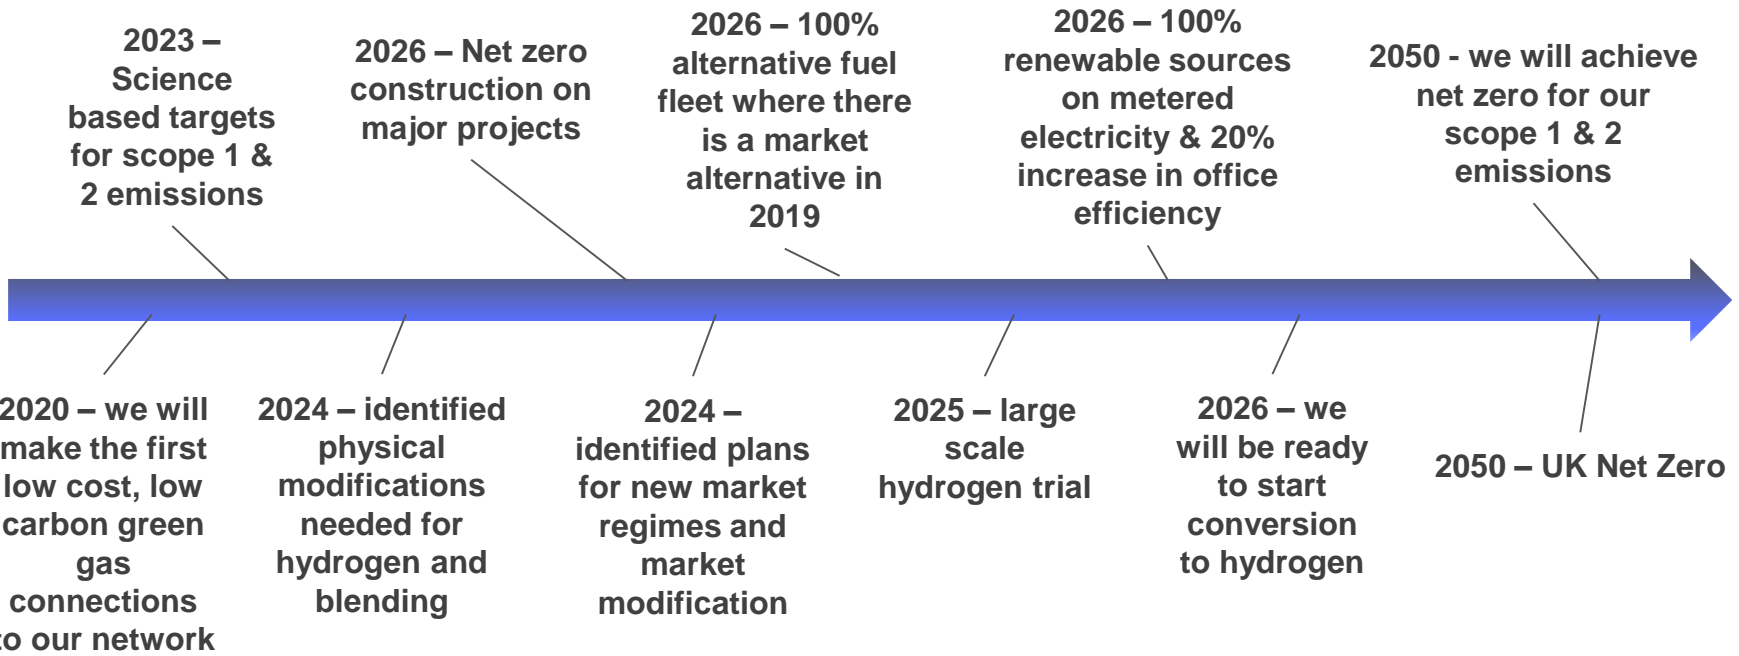 2023 –
Science
based targets
for scope 1 &
2 emissions
2026 – Net zero
construction on
major projects
2026 – 100%
alternative fuel
fleet where there
is a market
alternative in
2019
2026 – 100%
renewable sources
on metered
electricity & 20%
increase in office
efficiency
2050 - we will achieve
net zero for our
scope 1 & 2
emissions
2020 – we will
make the first
low cost, low
carbon green
gas
connections
to our network
2024 – identified
physical
modifications
needed for
hydrogen and
blending
2024 –
identified plans
for new market
regimes and
market
modification
2025 – large
scale
hydrogen trial
2026 – we
will be ready
to start
conversion
to hydrogen
2050 – UK Net Zero